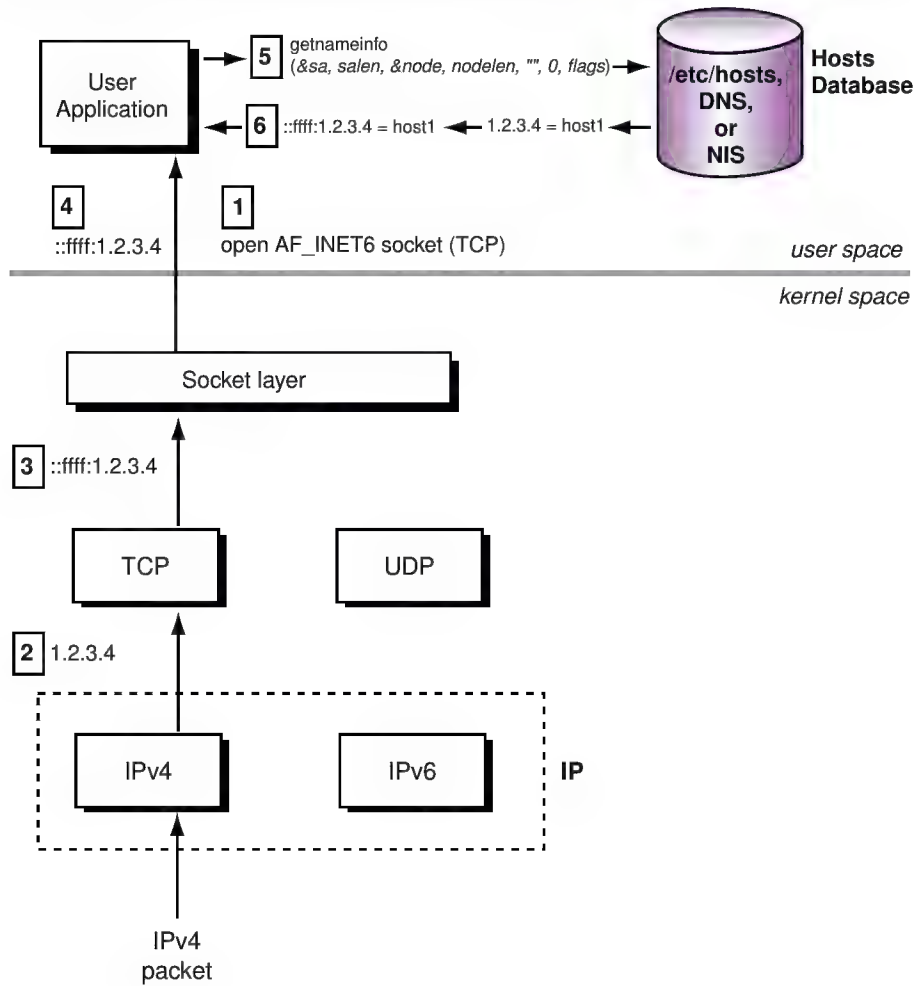 User
Application
5
getnameinfo
(&sa, salen, &node, nodelen, "", 0, flags)
6
::ffff:1.2.3.4 = host1
1.2.3.4 = host1
/etc/hosts,
DNS,
or
NIS
Hosts
Database
4
::ffff:1.2.3.4
1
open AF_INET6 socket (TCP)
user space
kernel space
Socket layer
3
::ffff:1.2.3.4
TCP
UDP
2
1.2.3.4
IPv4
IPv6
IP
IPv4
packet